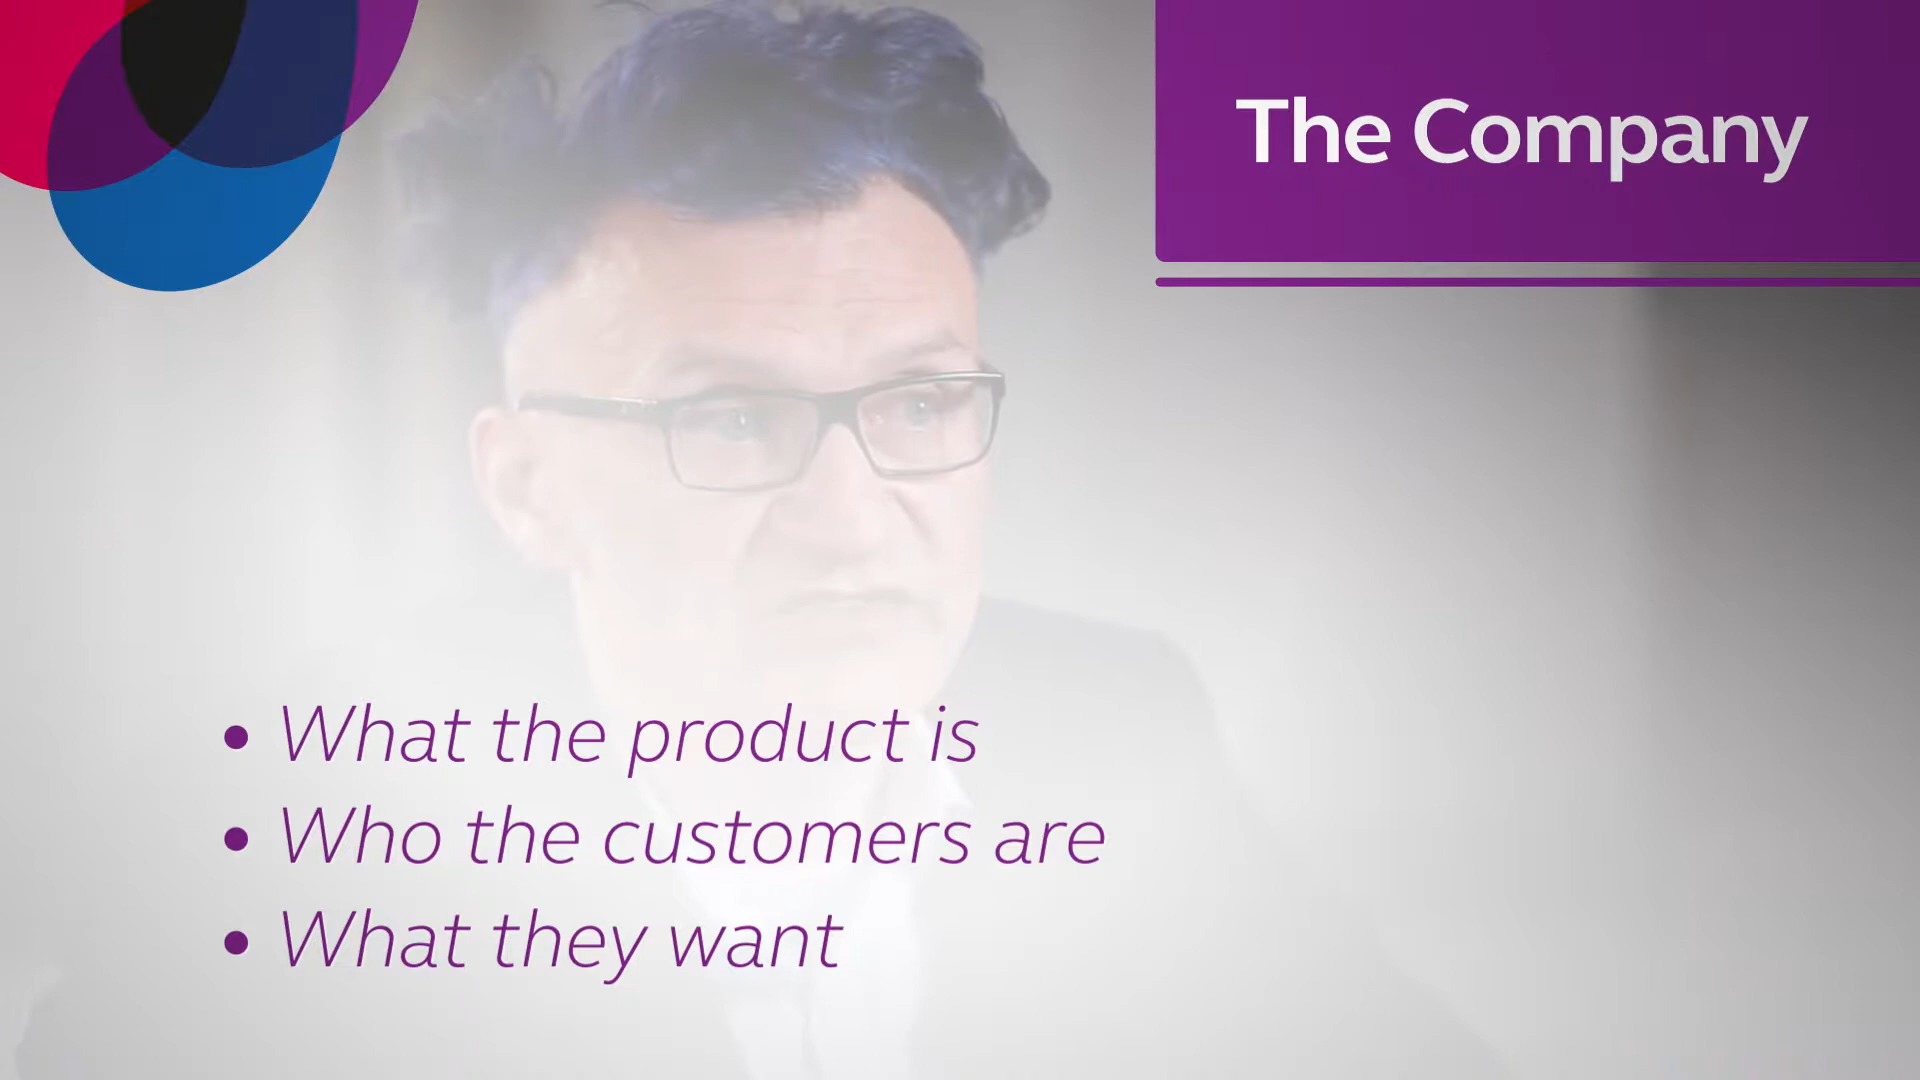 The Company
• What the product is
• Who the customers are
• What they want